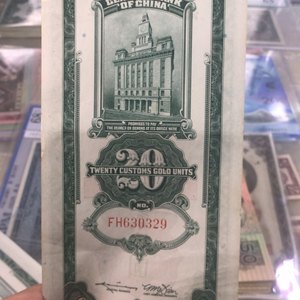 OF CHINA
PROMISES TO PAY
THE BEARER ON DEMAND AT ITS OFFICE HERE
20
TWENTY CUSTOMS GOLD UNITS
NO.
FH630329